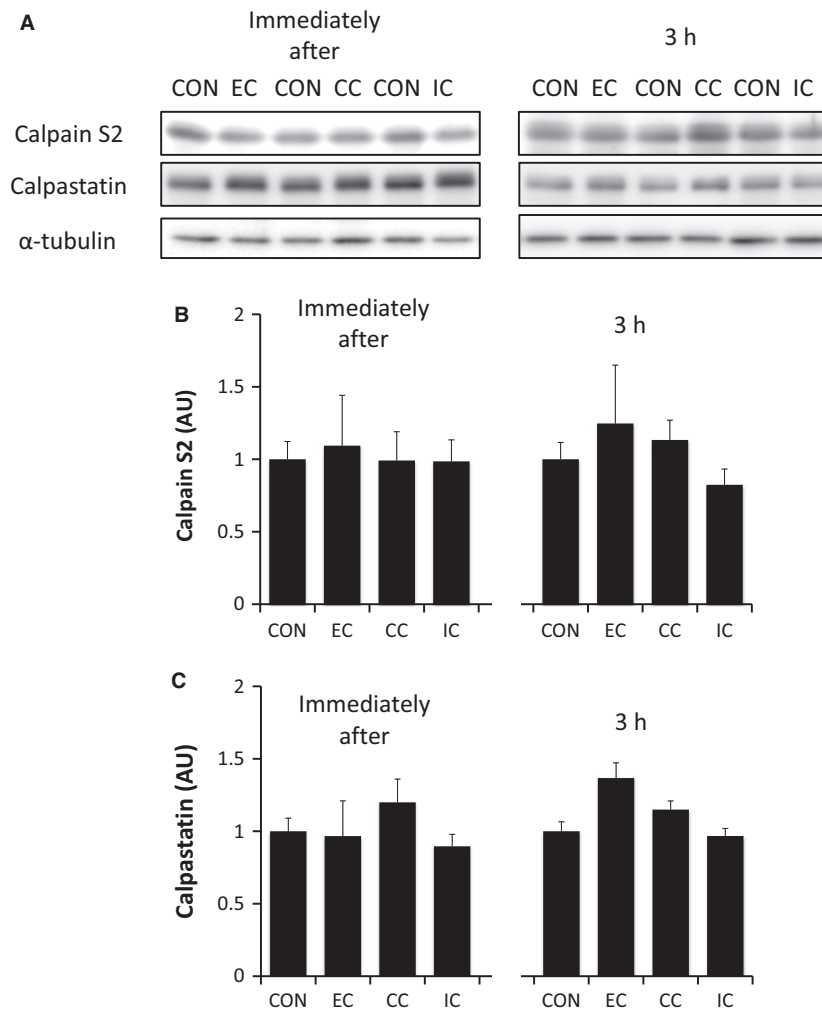 A
Immediately
after
3 h
CON EC CON CC CON IC
CON EC CON CC CON IC
Calpain S2
Calpastatin
α-tubulin
B
Immediately
after
3 h
Calpain S2 (AU)
2
1.5
1
0.5
0
CON EC CC IC
CON EC CC IC
C
Immediately
after
3 h
Calpastatin (AU)
2
1.5
1
0.5
0
CON EC CC IC
CON EC CC IC